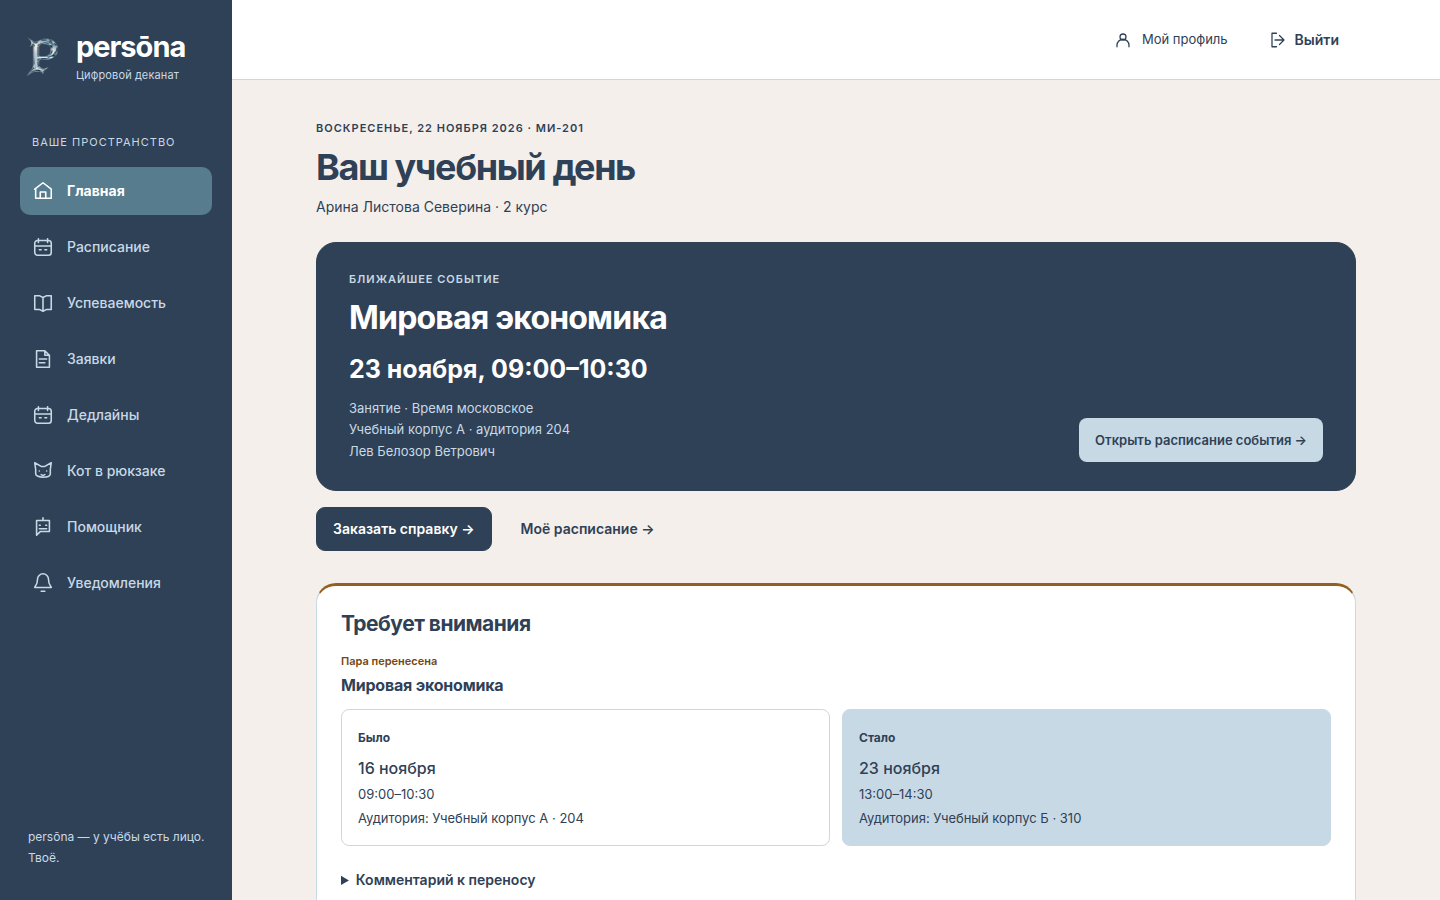 persōna
Цифровой деканат
ВАШЕ ПРОСТРАНСТВО
Главная
Расписание
Успеваемость
Заявки
Дедлайны
Кот в рюкзаке
Помощник
Уведомления
persōna — у учёбы есть лицо.
Твоё.
Мой профиль
Выйти
ВОСКРЕСЕНЬЕ, 22 НОЯБРЯ 2026 · МИ-201
Ваш учебный день
Арина Листова Северина · 2 курс
БЛИЖАЙШЕЕ СОБЫТИЕ
Мировая экономика
23 ноября, 09:00–10:30
Занятие · Время московское
Учебный корпус А · аудитория 204
Лев Белозор Ветрович
Открыть расписание события →
Заказать справку →
Моё расписание →
Требует внимания
Пара перенесена
Мировая экономика
Было
16 ноября
09:00–10:30
Аудитория: Учебный корпус А · 204
Стало
23 ноября
13:00–14:30
Аудитория: Учебный корпус Б · 310
▶ Комментарий к переносу